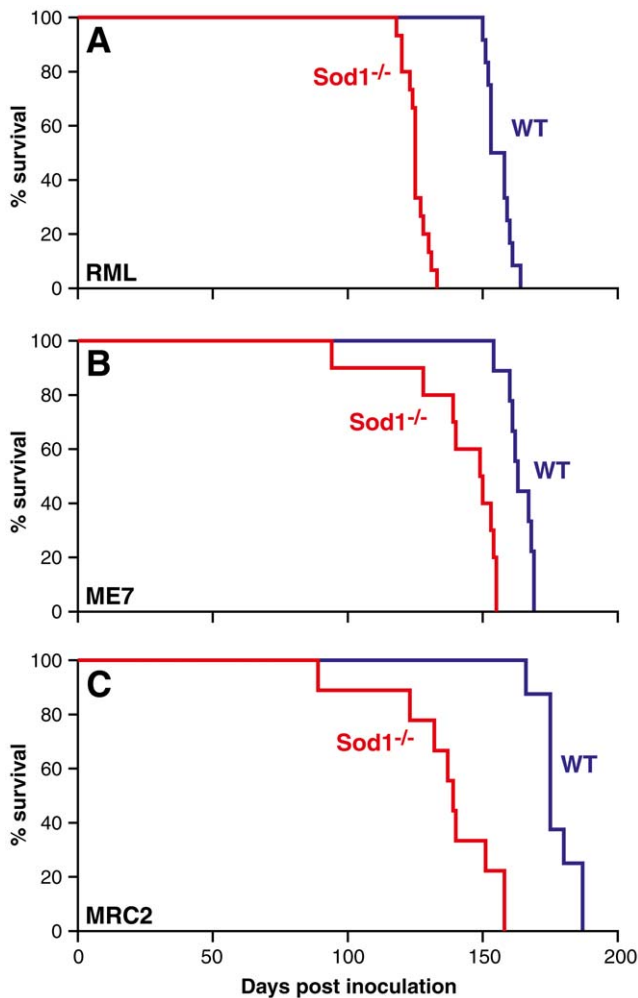 A
100
80
60
40
20
0
% survival
Sod1-/-
WT
RML
B
100
80
60
40
20
0
% survival
Sod1-/-
WT
ME7
C
100
80
60
40
20
0
% survival
Sod1-/-
WT
MRC2
0 50 100 150 200
Days post inoculation